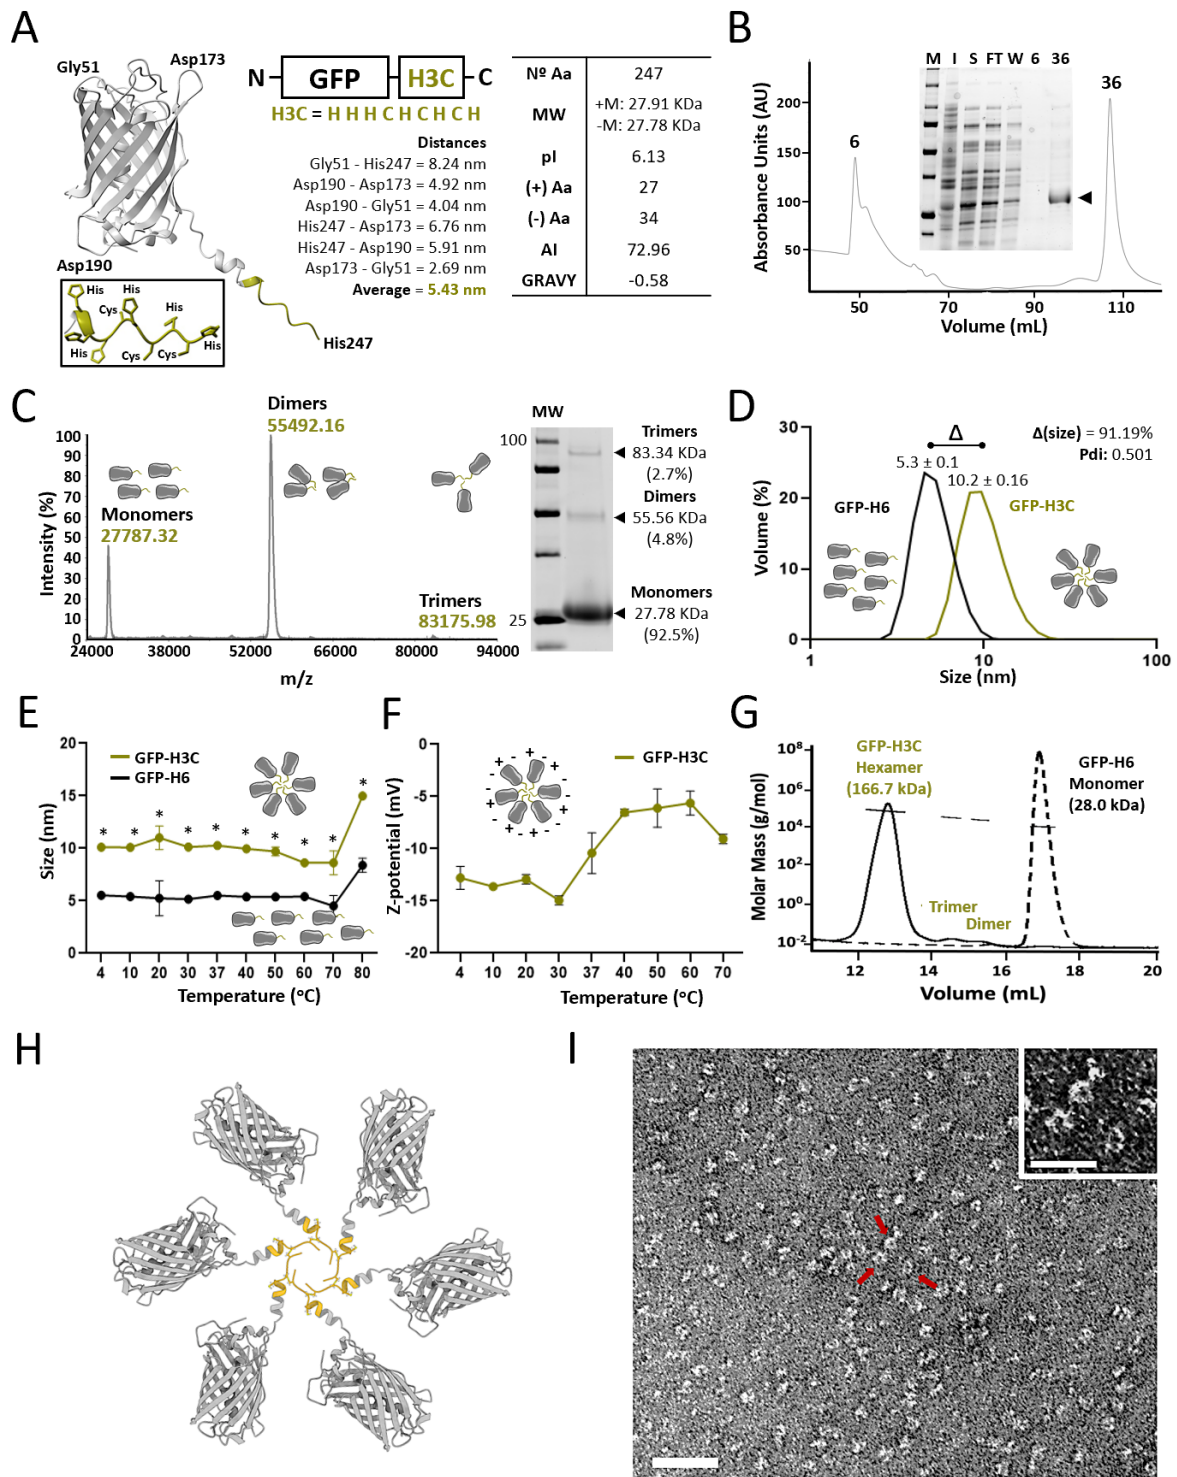 A
Gly51
Asp173
Asp190
His247
His
Cys
His
His
His
Cys
Cys
His
N
GFP
H3C
C
H3C = H H H C H C H C H
Distances
Gly51 - His247 = 8.24 nm
Asp190 - Asp173 = 4.92 nm
Asp190 - Gly51 = 4.04 nm
His247 - Asp173 = 6.76 nm
His247 - Asp190 = 5.91 nm
Asp173 - Gly51 = 2.69 nm
Average = 5.43 nm
Nº Aa 247
MW +M: 27.91 KDa
-M: 27.78 KDa
pI 6.13
(+) Aa 27
(-) Aa 34
AI 72.96
GRAVY -0.58
B
M I S FT W 6 36
6
36
Absorbance Units (AU)
200
150
100
50
50 70 90 110
Volume (mL)
C
Dimers
55492.16
Monomers
27787.32
Trimers
83175.98
Intensity (%)
100
90
80
70
60
50
40
30
20
10
0
24000 38000 52000 66000 80000 94000
m/z
MW
100
25
Trimers
83.34 KDa
(2.7%)
Dimers
55.56 KDa
(4.8%)
Monomers
27.78 KDa
(92.5%)
D
Δ
Δ(size) = 91.19%
Pdi: 0.501
5.3 ± 0.1
10.2 ± 0.16
GFP-H6
GFP-H3C
Volume (%)
30
20
10
0
1 10 100
Size (nm)
E
GFP-H3C
GFP-H6
Size (nm)
20
15
10
5
0
* * * * * * * * * *
4 10 20 30 37 40 50 60 70 80
Temperature (ºC)
F
GFP-H3C
- + - + - + - + - + - + - +
Z-potential (mV)
0
-5
-10
-15
-20
4 10 20 30 37 40 50 60 70
Temperature (ºC)
G
GFP-H3C
Hexamer
(166.7 kDa)
GFP-H6
Monomer
(28.0 kDa)
Trimer
Dimer
Molar Mass (g/mol)
10⁸
10⁶
10⁴
10²
10⁰
10⁻²
12 14 16 18 20
Volume (mL)
H
I